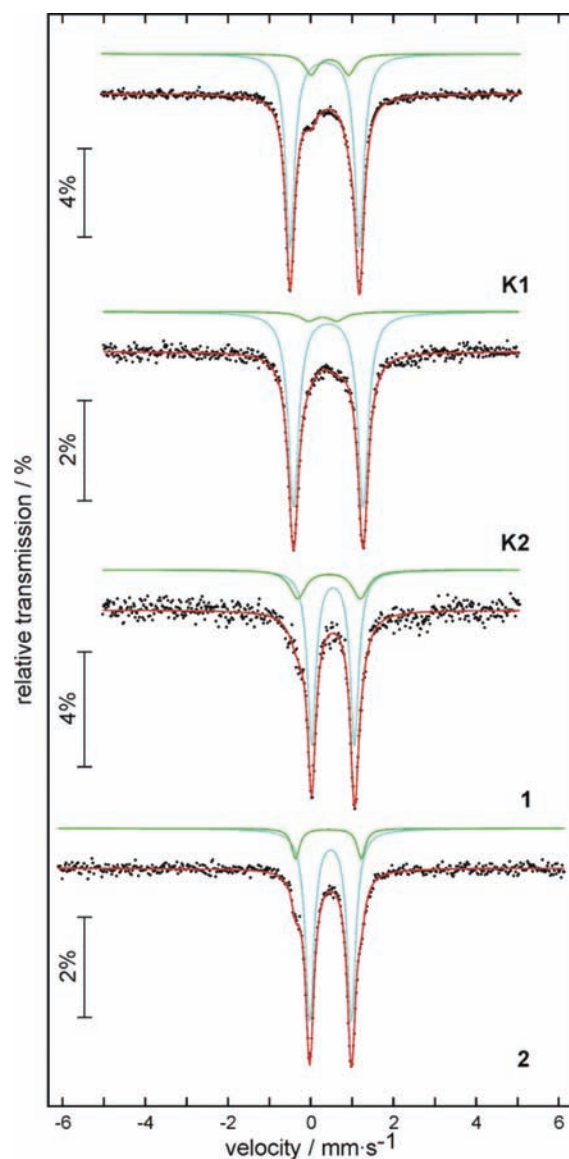 4%
K1
2%
K2
relative transmission / %
4%
1
2%
2
-6 -4 -2 0 2 4 6
velocity / mm·s⁻¹